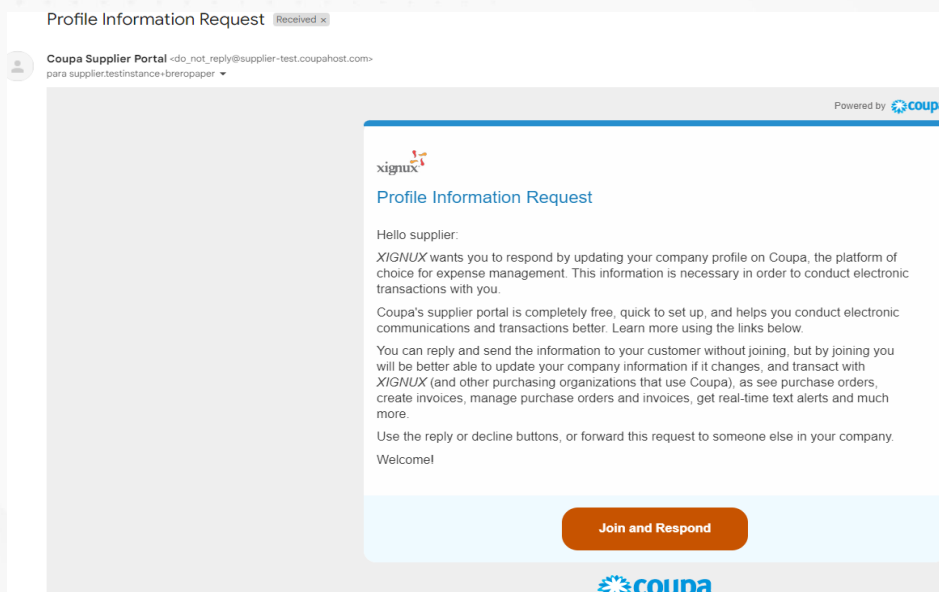 Profile Information Request Received ×
Coupa Supplier Portal <do_not_reply@supplier-test.coupahost.com>
para supplier.testinstance+breropaper
Powered by coupa
xignux
Profile Information Request
Hello supplier:
XIGNUX wants you to respond by updating your company profile on Coupa, the platform of
choice for expense management. This information is necessary in order to conduct electronic
transactions with you.
Coupa's supplier portal is completely free, quick to set up, and helps you conduct electronic
communications and transactions better. Learn more using the links below.
You can reply and send the information to your customer without joining, but by joining you
will be better able to update your company information if it changes, and transact with
XIGNUX (and other purchasing organizations that use Coupa), as see purchase orders,
create invoices, manage purchase orders and invoices, get real-time text alerts and much
more.
Use the reply or decline buttons, or forward this request to someone else in your company.
Welcome!
Join and Respond
coupa